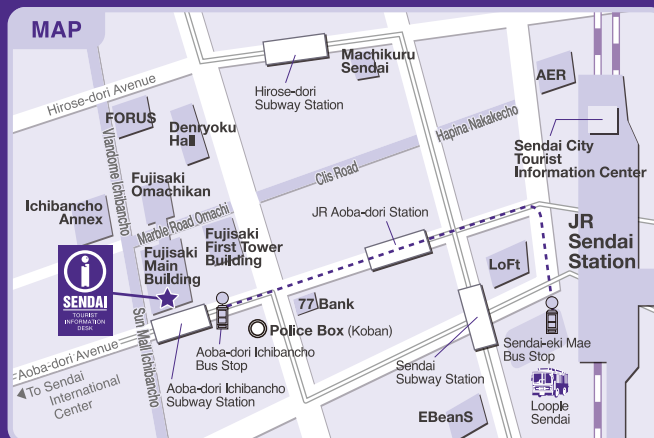 MAP
Hirose-dori Avenue
Hirose-dori
Subway Station
Machikuru
Sendai
AER
FORUS
Vlandome Ichibancho
Denryoku
Hall
Hapina Nakakecho
Sendai City
Tourist
Information Center
Clis Road
Fujisaki
Omachikan
Ichibancho
Annex
Marble Road Omachi
JR Aoba-dori Station
JR
Sendai
Station
Fujisaki
First Tower
Building
Fujisaki
Main
Building
LoFt
i
SENDAI
TOURIST
INFORMATION
DESK
77 Bank
Police Box (Koban)
Sun Mall Ichibancho
Aoba-dori Avenue
Aoba-dori Ichibancho
Bus Stop
Sendai-eki Mae
Bus Stop
Sendai
Subway Station
To Sendai
International
Center
Aoba-dori Ichibancho
Subway Station
EBeanS
Loople
Sendai